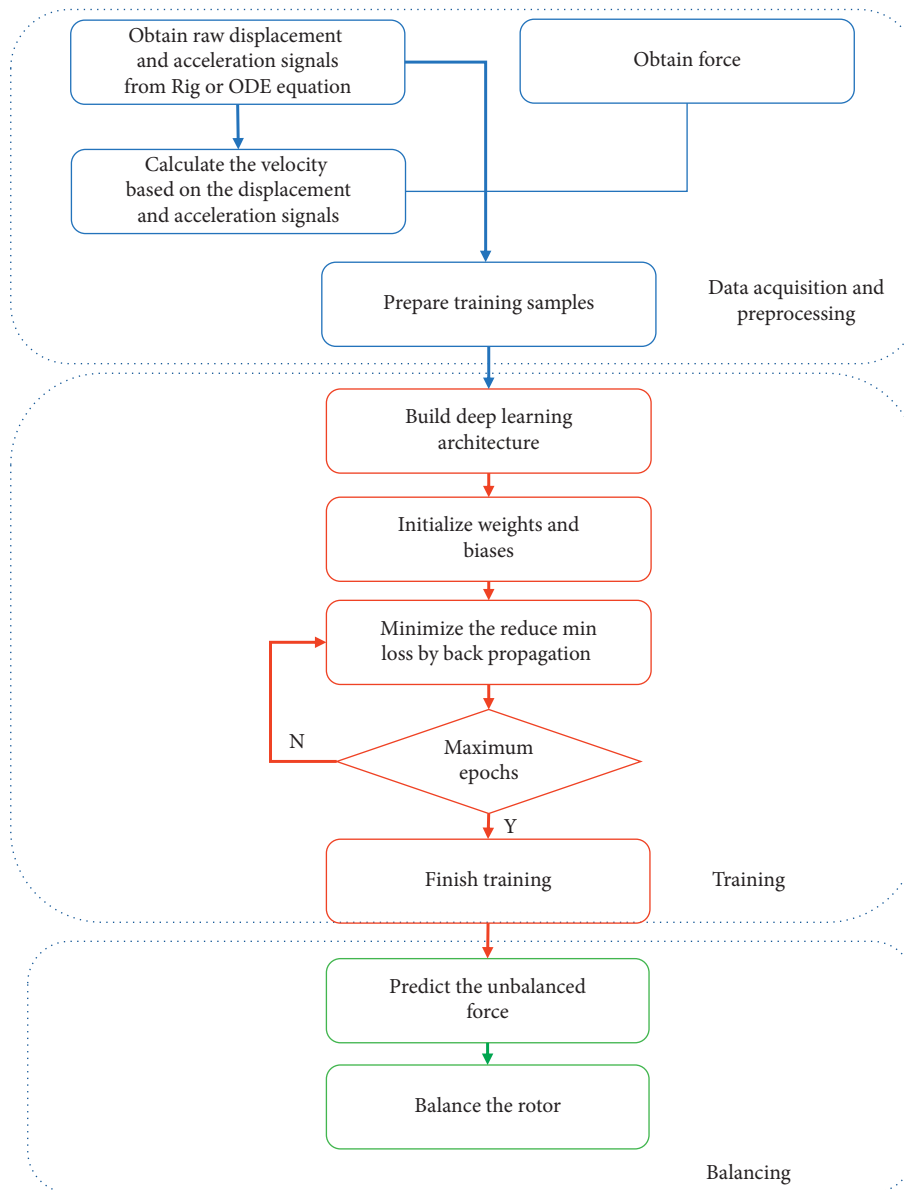 Obtain raw displacement
and acceleration signals
from Rig or ODE equation
Obtain force
Calculate the velocity
based on the displacement
and acceleration signals
Prepare training samples
Data acquisition and
preprocessing
Build deep learning
architecture
Initialize weights and
biases
Minimize the reduce min
loss by back propagation
N
Maximum
epochs
Y
Finish training
Training
Predict the unbalanced
force
Balance the rotor
Balancing